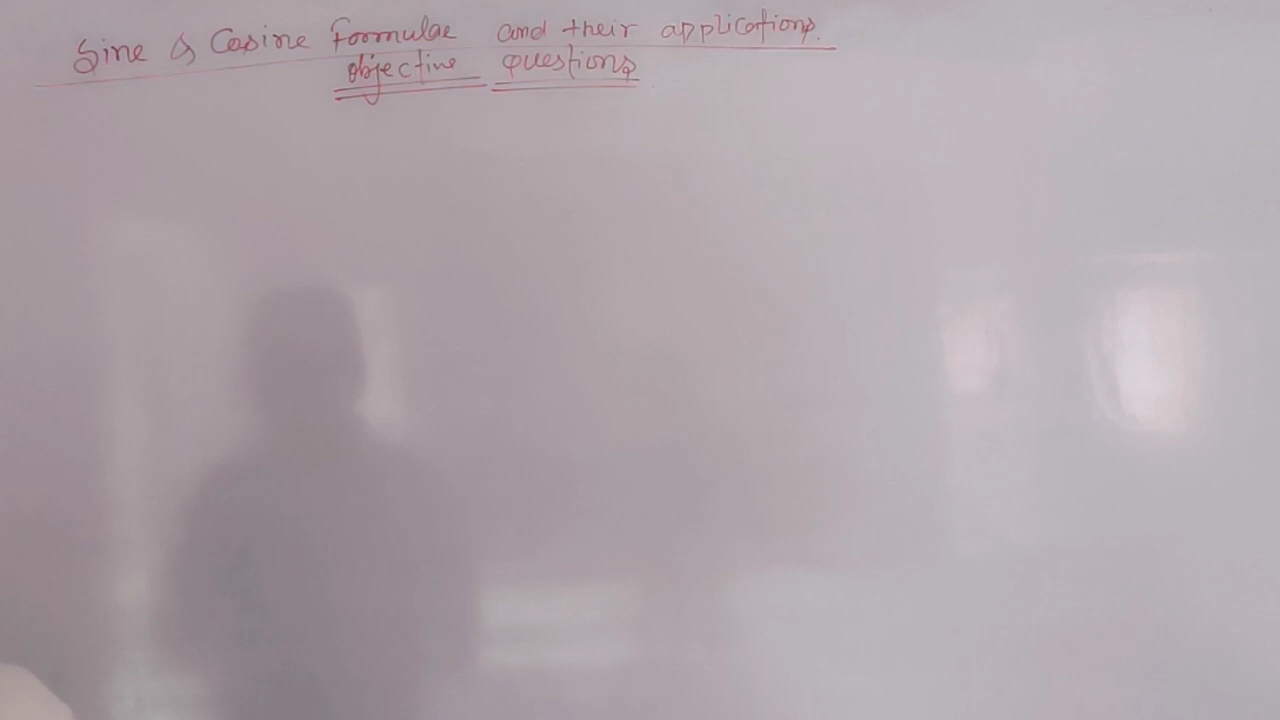 Sine & Cosine formulae and their applications.
objective questions